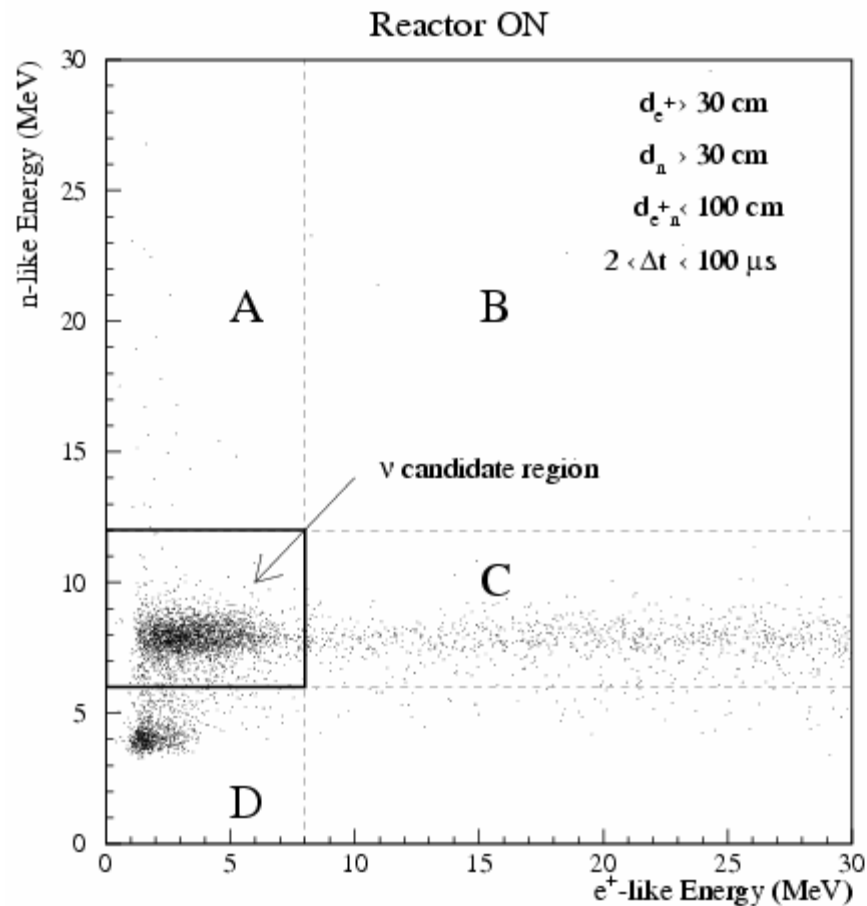 Reactor ON
n-like Energy (MeV)
30
25
20
15
10
5
0
d_e+ > 30 cm
d_n > 30 cm
d_e+n < 100 cm
2 < Δt < 100 μs
A
B
ν candidate region
C
D
0 5 10 15 20 25 30
e⁺-like Energy (MeV)